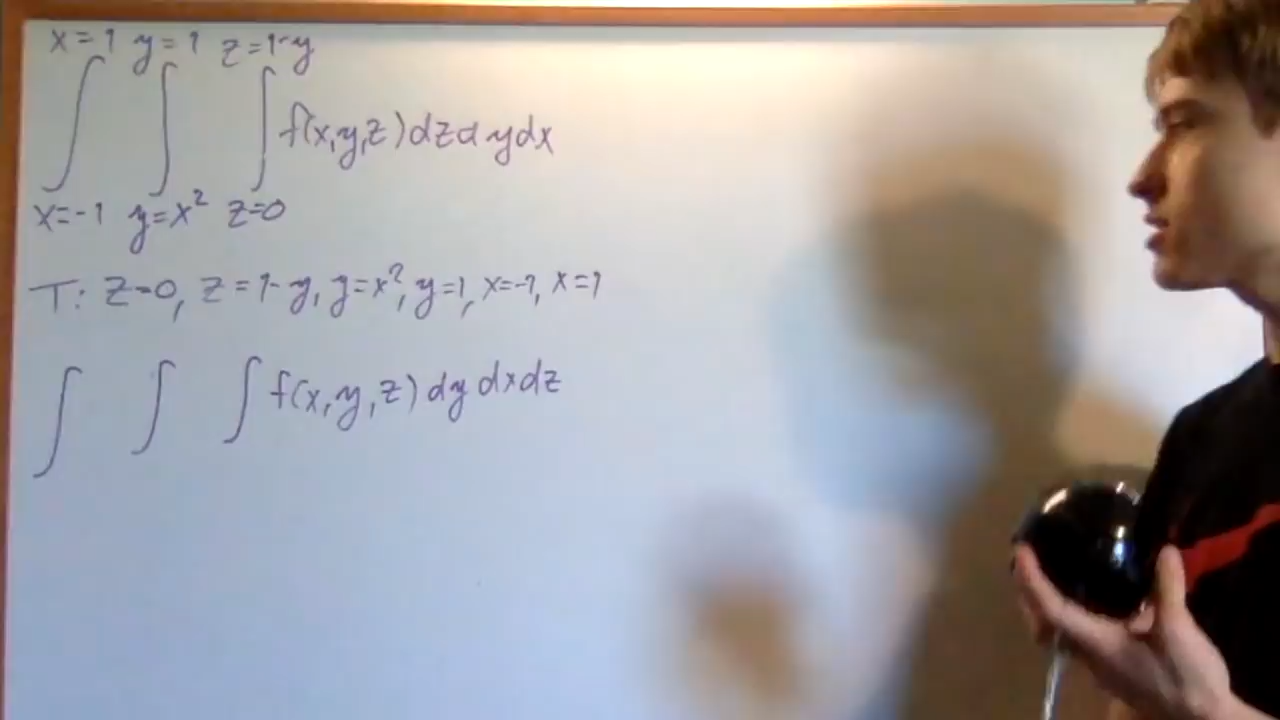 x=1 y=1 z=1-y
∫ ∫ ∫ f(x,y,z) dz dy dx
x=-1 y=x² z=0
T: z=0, z=1-y, y=x², y=1, x=-1, x=1
∫ ∫ ∫ f(x,y,z) dy dx dz